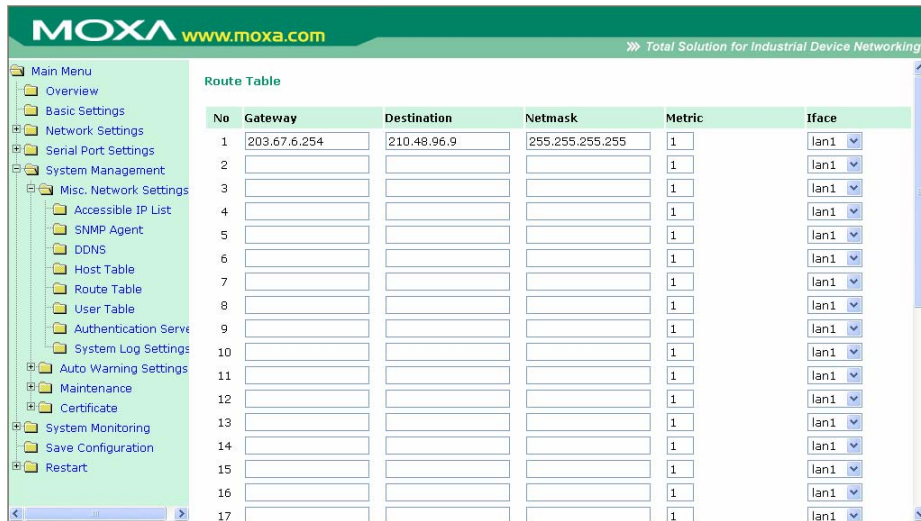 MOXA www.moxa.com
Total Solution for Industrial Device Networking
Main Menu
Overview
Basic Settings
Network Settings
Serial Port Settings
System Management
Misc. Network Settings
Accessible IP List
SNMP Agent
DDNS
Host Table
Route Table
User Table
Authentication Serve
System Log Settings
Auto Warning Settings
Maintenance
Certificate
System Monitoring
Save Configuration
Restart
Route Table
No Gateway Destination Netmask Metric Iface
1 203.67.6.254 210.48.96.9 255.255.255.255 1 lan1
2 1 lan1
3 1 lan1
4 1 lan1
5 1 lan1
6 1 lan1
7 1 lan1
8 1 lan1
9 1 lan1
10 1 lan1
11 1 lan1
12 1 lan1
13 1 lan1
14 1 lan1
15 1 lan1
16 1 lan1
17 1 lan1